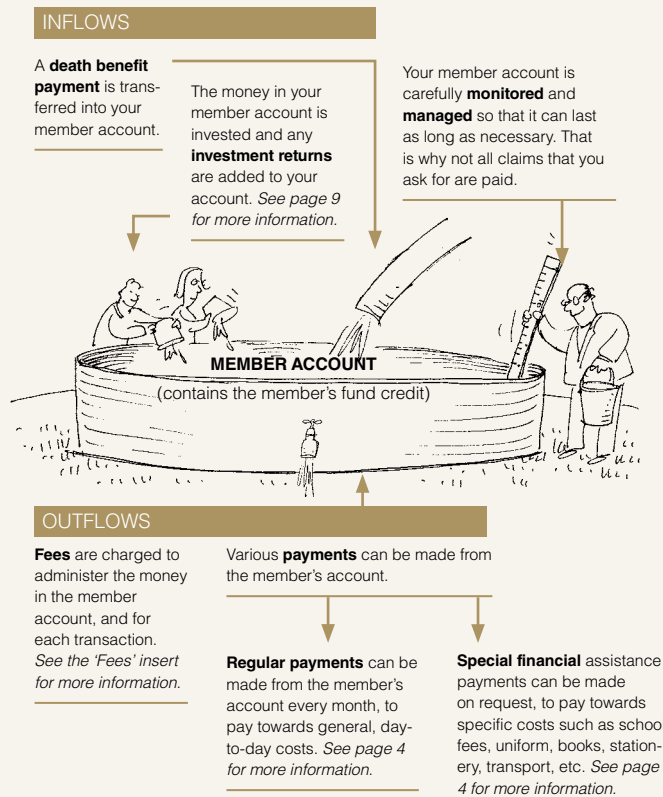 INFLOWS
A death benefit
payment is trans-
ferred into your
member account.
The money in your
member account is
invested and any
investment returns
are added to your
account. See page 9
for more information.
Your member account is
carefully monitored and
managed so that it can last
as long as necessary. That
is why not all claims that you
ask for are paid.
MEMBER ACCOUNT
(contains the member's fund credit)
OUTFLOWS
Fees are charged to
administer the money
in the member
account, and for
each transaction.
See the 'Fees' insert
for more information.
Various payments can be made from
the member's account.
Regular payments can be
made from the member's
account every month, to
pay towards general, day-
to-day costs. See page 4
for more information.
Special financial assistance
payments can be made
on request, to pay towards
specific costs such as schoo
fees, uniform, books, station-
ery, transport, etc. See page
4 for more information.